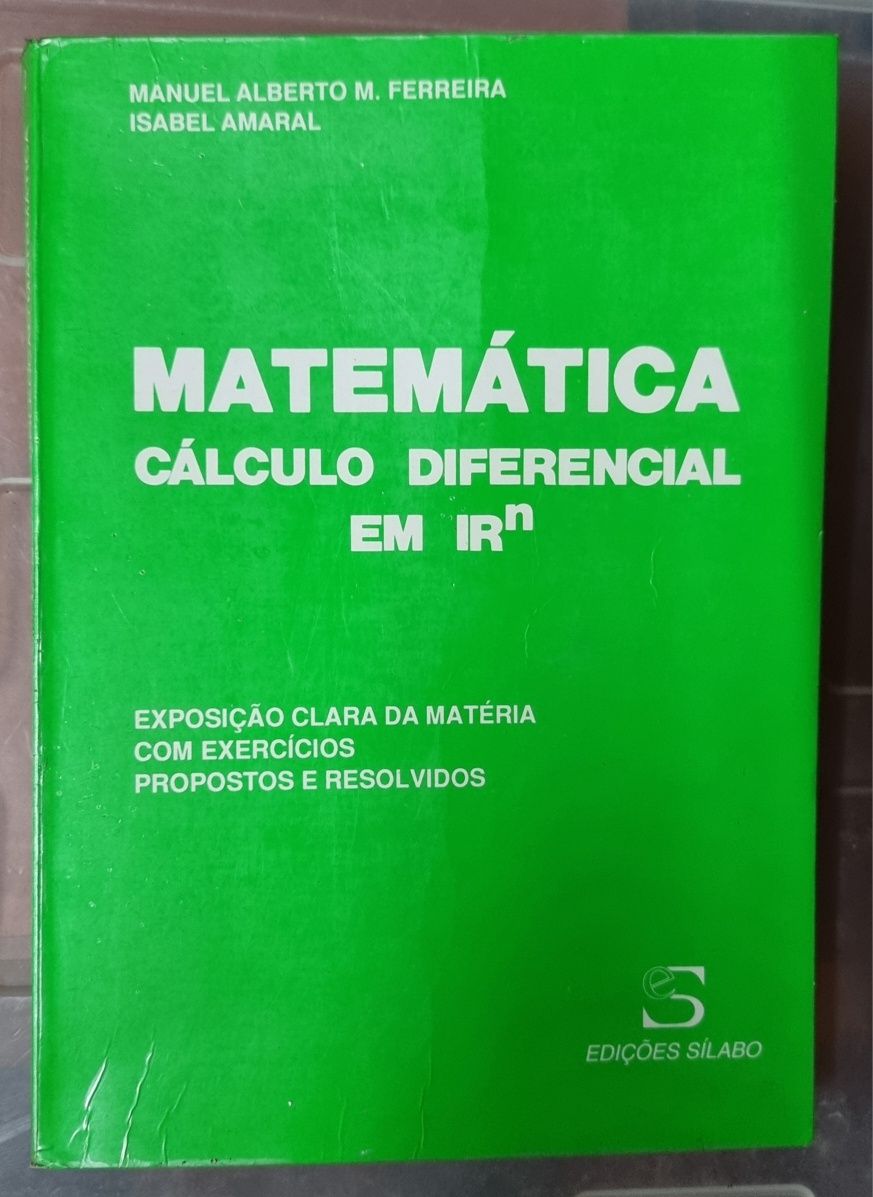 MANUEL ALBERTO M. FERREIRA
ISABEL AMARAL
MATEMÁTICA
CÁLCULO DIFERENCIAL
EM IRⁿ
EXPOSIÇÃO CLARA DA MATÉRIA
COM EXERCÍCIOS
PROPOSTOS E RESOLVIDOS
eS
EDIÇÕES SÍLABO